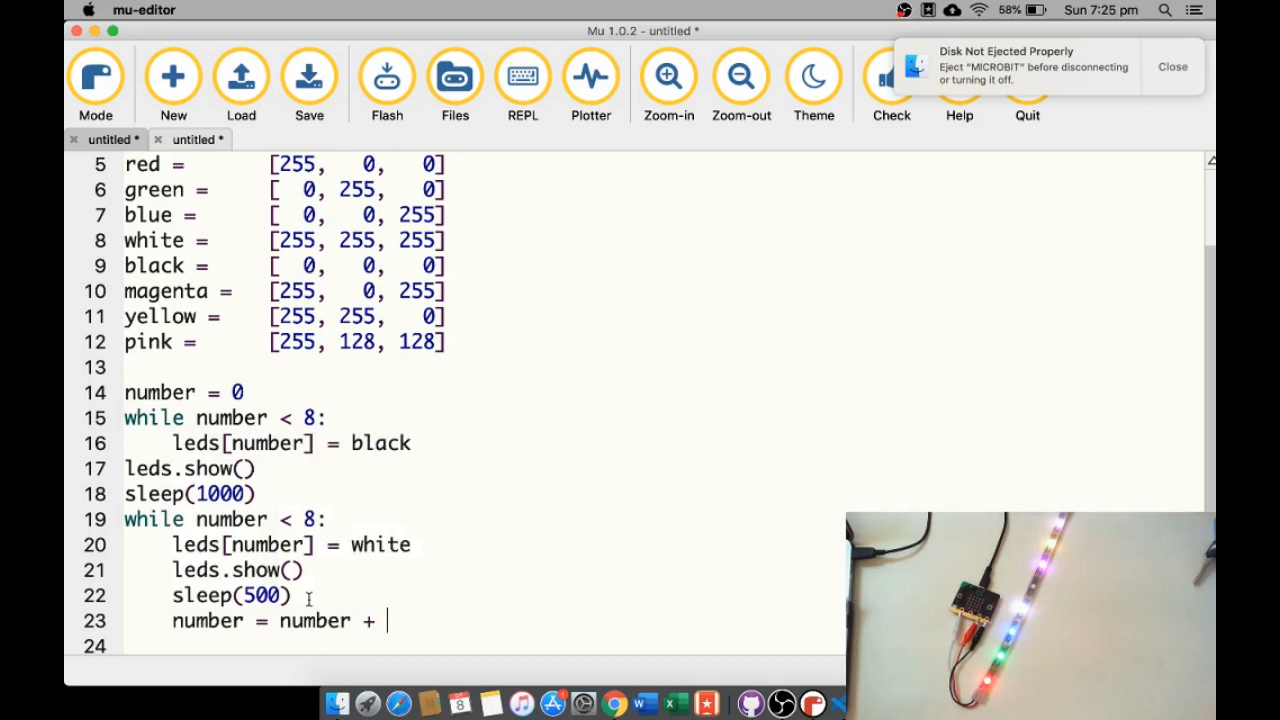 mu-editor 58% Sun 7:25 pm
Mu 1.0.2 - untitled *
Disk Not Ejected Properly
Eject “MICROBIT” before disconnecting
or turning it off.
Close
Mode New Load Save Flash Files REPL Plotter Zoom-in Zoom-out Theme Check Help Quit
untitled * untitled *
5 red = [255, 0, 0]
6 green = [ 0, 255, 0]
7 blue = [ 0, 0, 255]
8 white = [255, 255, 255]
9 black = [ 0, 0, 0]
10 magenta = [255, 0, 255]
11 yellow = [255, 255, 0]
12 pink = [255, 128, 128]
13
14 number = 0
15 while number < 8:
16 leds[number] = black
17 leds.show()
18 sleep(1000)
19 while number < 8:
20 leds[number] = white
21 leds.show()
22 sleep(500)
23 number = number +
24
8